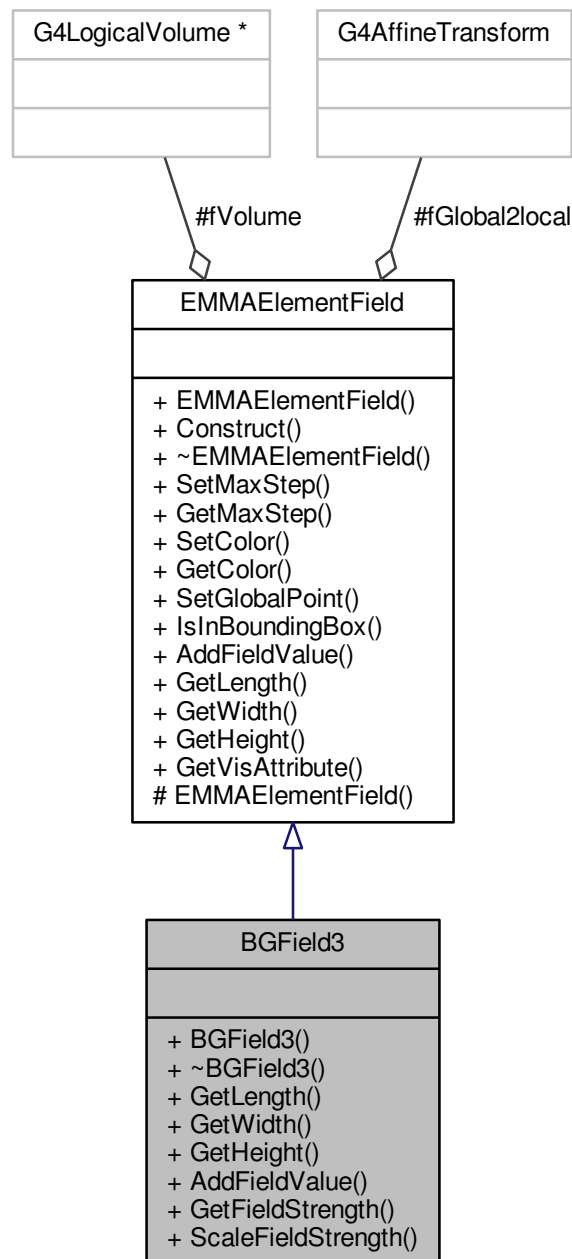 G4LogicalVolume *
G4AffineTransform
#fVolume
#fGlobal2local
EMMAElementField
+ EMMAElementField()
+ Construct()
+ ~EMMAElementField()
+ SetMaxStep()
+ GetMaxStep()
+ SetColor()
+ GetColor()
+ SetGlobalPoint()
+ IsInBoundingBox()
+ AddFieldValue()
+ GetLength()
+ GetWidth()
+ GetHeight()
+ GetVisAttribute()
# EMMAElementField()
BGField3
+ BGField3()
+ ~BGField3()
+ GetLength()
+ GetWidth()
+ GetHeight()
+ AddFieldValue()
+ GetFieldStrength()
+ ScaleFieldStrength()